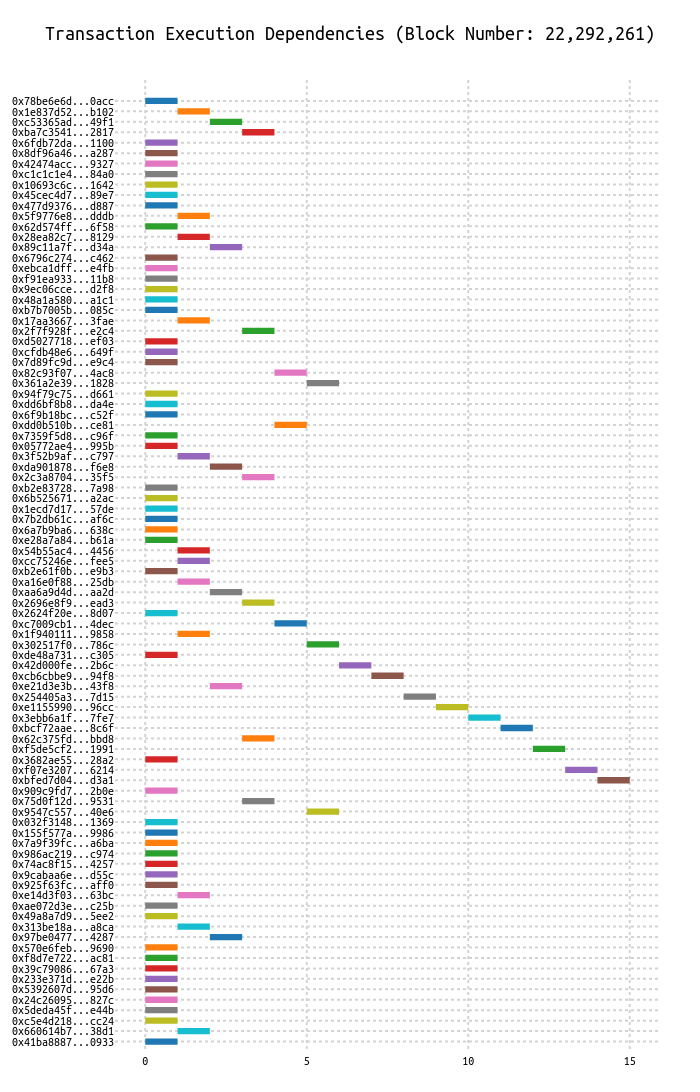 Transaction Execution Dependencies (Block Number: 22,292,261)
0x78be6e6d...0acc
0x1e837d52...b102
0xc53365ad...49f1
0xba7c3541...2817
0x6fdb72da...1100
0x8df96a46...a287
0x42474acc...9327
0xc1c1c1e4...84a0
0x10693c6c...1642
0x45cec4d7...89e7
0x477d9376...d887
0x5f9776e8...dddb
0x62d574ff...6f58
0x28ea82c7...8129
0x89c11a7f...d34a
0x6796c274...c462
0xebca1dff...e4fb
0xf91ea933...11b8
0x9ec06cce...d2f8
0x48a1a580...a1c1
0xb7b7005b...085c
0x17aa3667...3fae
0x2f7f928f...e2c4
0xd5027718...ef03
0xcfdb48e6...649f
0x7d89fc9d...e9c4
0x82c93f07...4ac8
0x361a2e39...1828
0x94f79c75...d661
0xdd6bf8b8...da4e
0x6f9b18bc...c52f
0xdd0b510b...ce81
0x7359f5d8...c96f
0x05772ae4...995b
0x3f52b9af...c797
0xda901878...f6e8
0x2c3a8704...35f5
0xb2e83728...7a98
0x6b525671...a2ac
0x1ecd7d17...57de
0x7b2db61c...af6c
0x6a7b9ba6...638c
0xe28a7a84...b61a
0x54b55ac4...4456
0xcc75246e...fee5
0xb2e61f0b...e9b3
0xa16e0f88...25db
0xaa6a9d4d...aa2d
0x2696e8f9...ead3
0x2624f20e...8d07
0xc7009cb1...4dec
0x1f940111...9858
0x302517f0...786c
0xde48a731...c305
0x42d000fe...2b6c
0xcb6cbbe9...94f8
0xe21d3e3b...43f8
0x254405a3...7d15
0xe1155990...96cc
0x3ebb6a1f...7fe7
0xbcf72aae...8c6f
0x62c375fd...bbd8
0xf5de5cf2...1991
0x3682ae55...28a2
0xf07e3207...6214
0xbfed7d04...d3a1
0x909c9fd7...2b0e
0x75d0f12d...9531
0x9547c557...40e6
0x032f3148...1369
0x155f577a...9986
0x7a9f39fc...a6ba
0x986ac219...c974
0x74ac8f15...4257
0x9cabaa6e...d55c
0x925f63fc...aff0
0xe14d3f03...63bc
0xae072d3e...c25b
0x49a8a7d9...5ee2
0x313be18a...a8ca
0x97be0477...4287
0x570e6feb...9690
0xf8d7e722...ac81
0x39c79086...67a3
0x233e371d...e22b
0x5392607d...95d6
0x24c26095...827c
0x5deda45f...e44b
0xc5e4d218...cc24
0x660614b7...38d1
0x41ba8887...0933
0 5 10 15